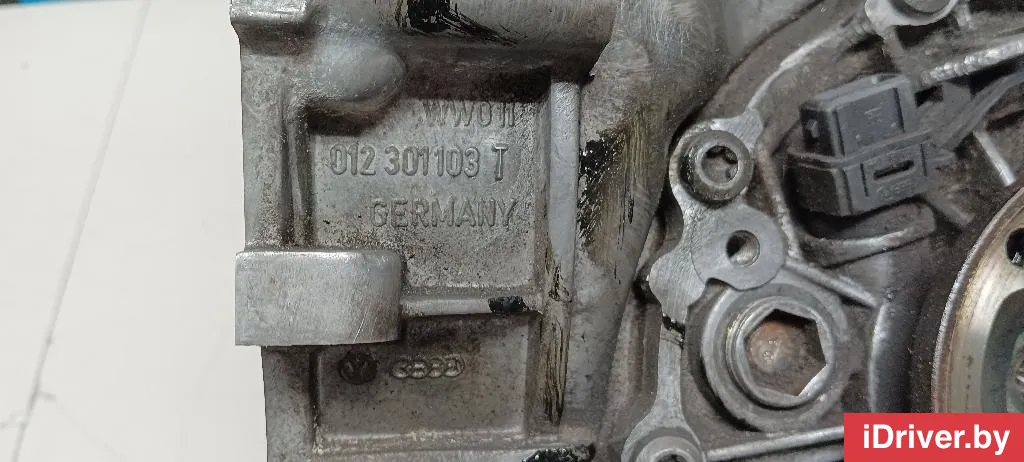 WW011
012 301103 T
GERMANY
iDriver.by